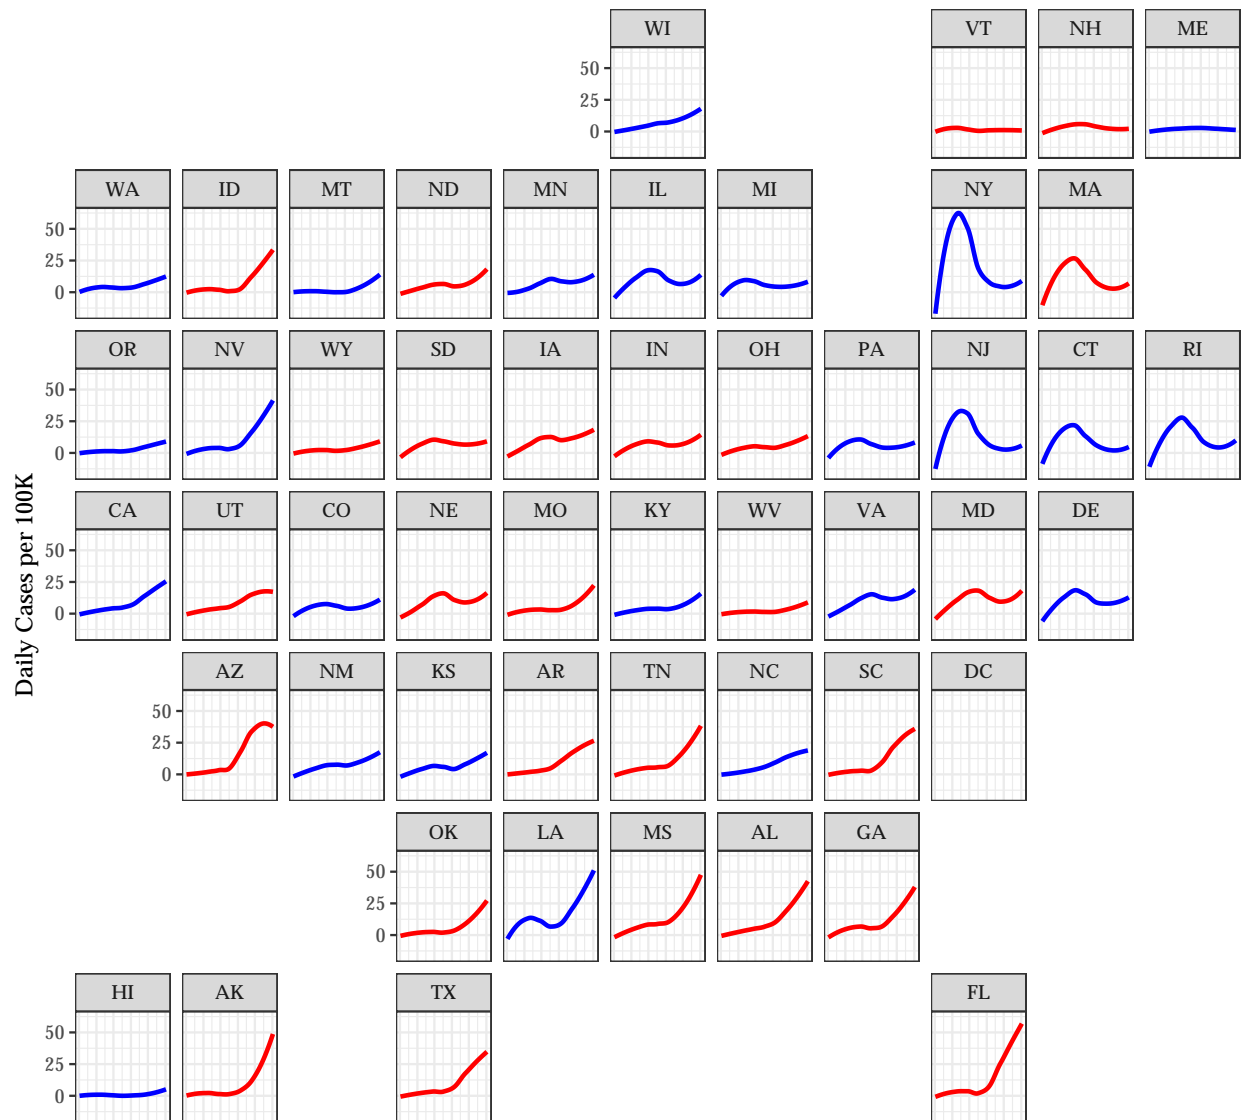 WI VT NH ME
50
25
0
WA ID MT ND MN IL MI NY MA
50
25
0
OR NV WY SD IA IN OH PA NJ CT RI
50
25
0
CA UT CO NE MO KY WV VA MD DE
50
25
0
Daily Cases per 100K
AZ NM KS AR TN NC SC DC
50
25
0
OK LA MS AL GA
50
25
0
HI AK TX FL
50
25
0